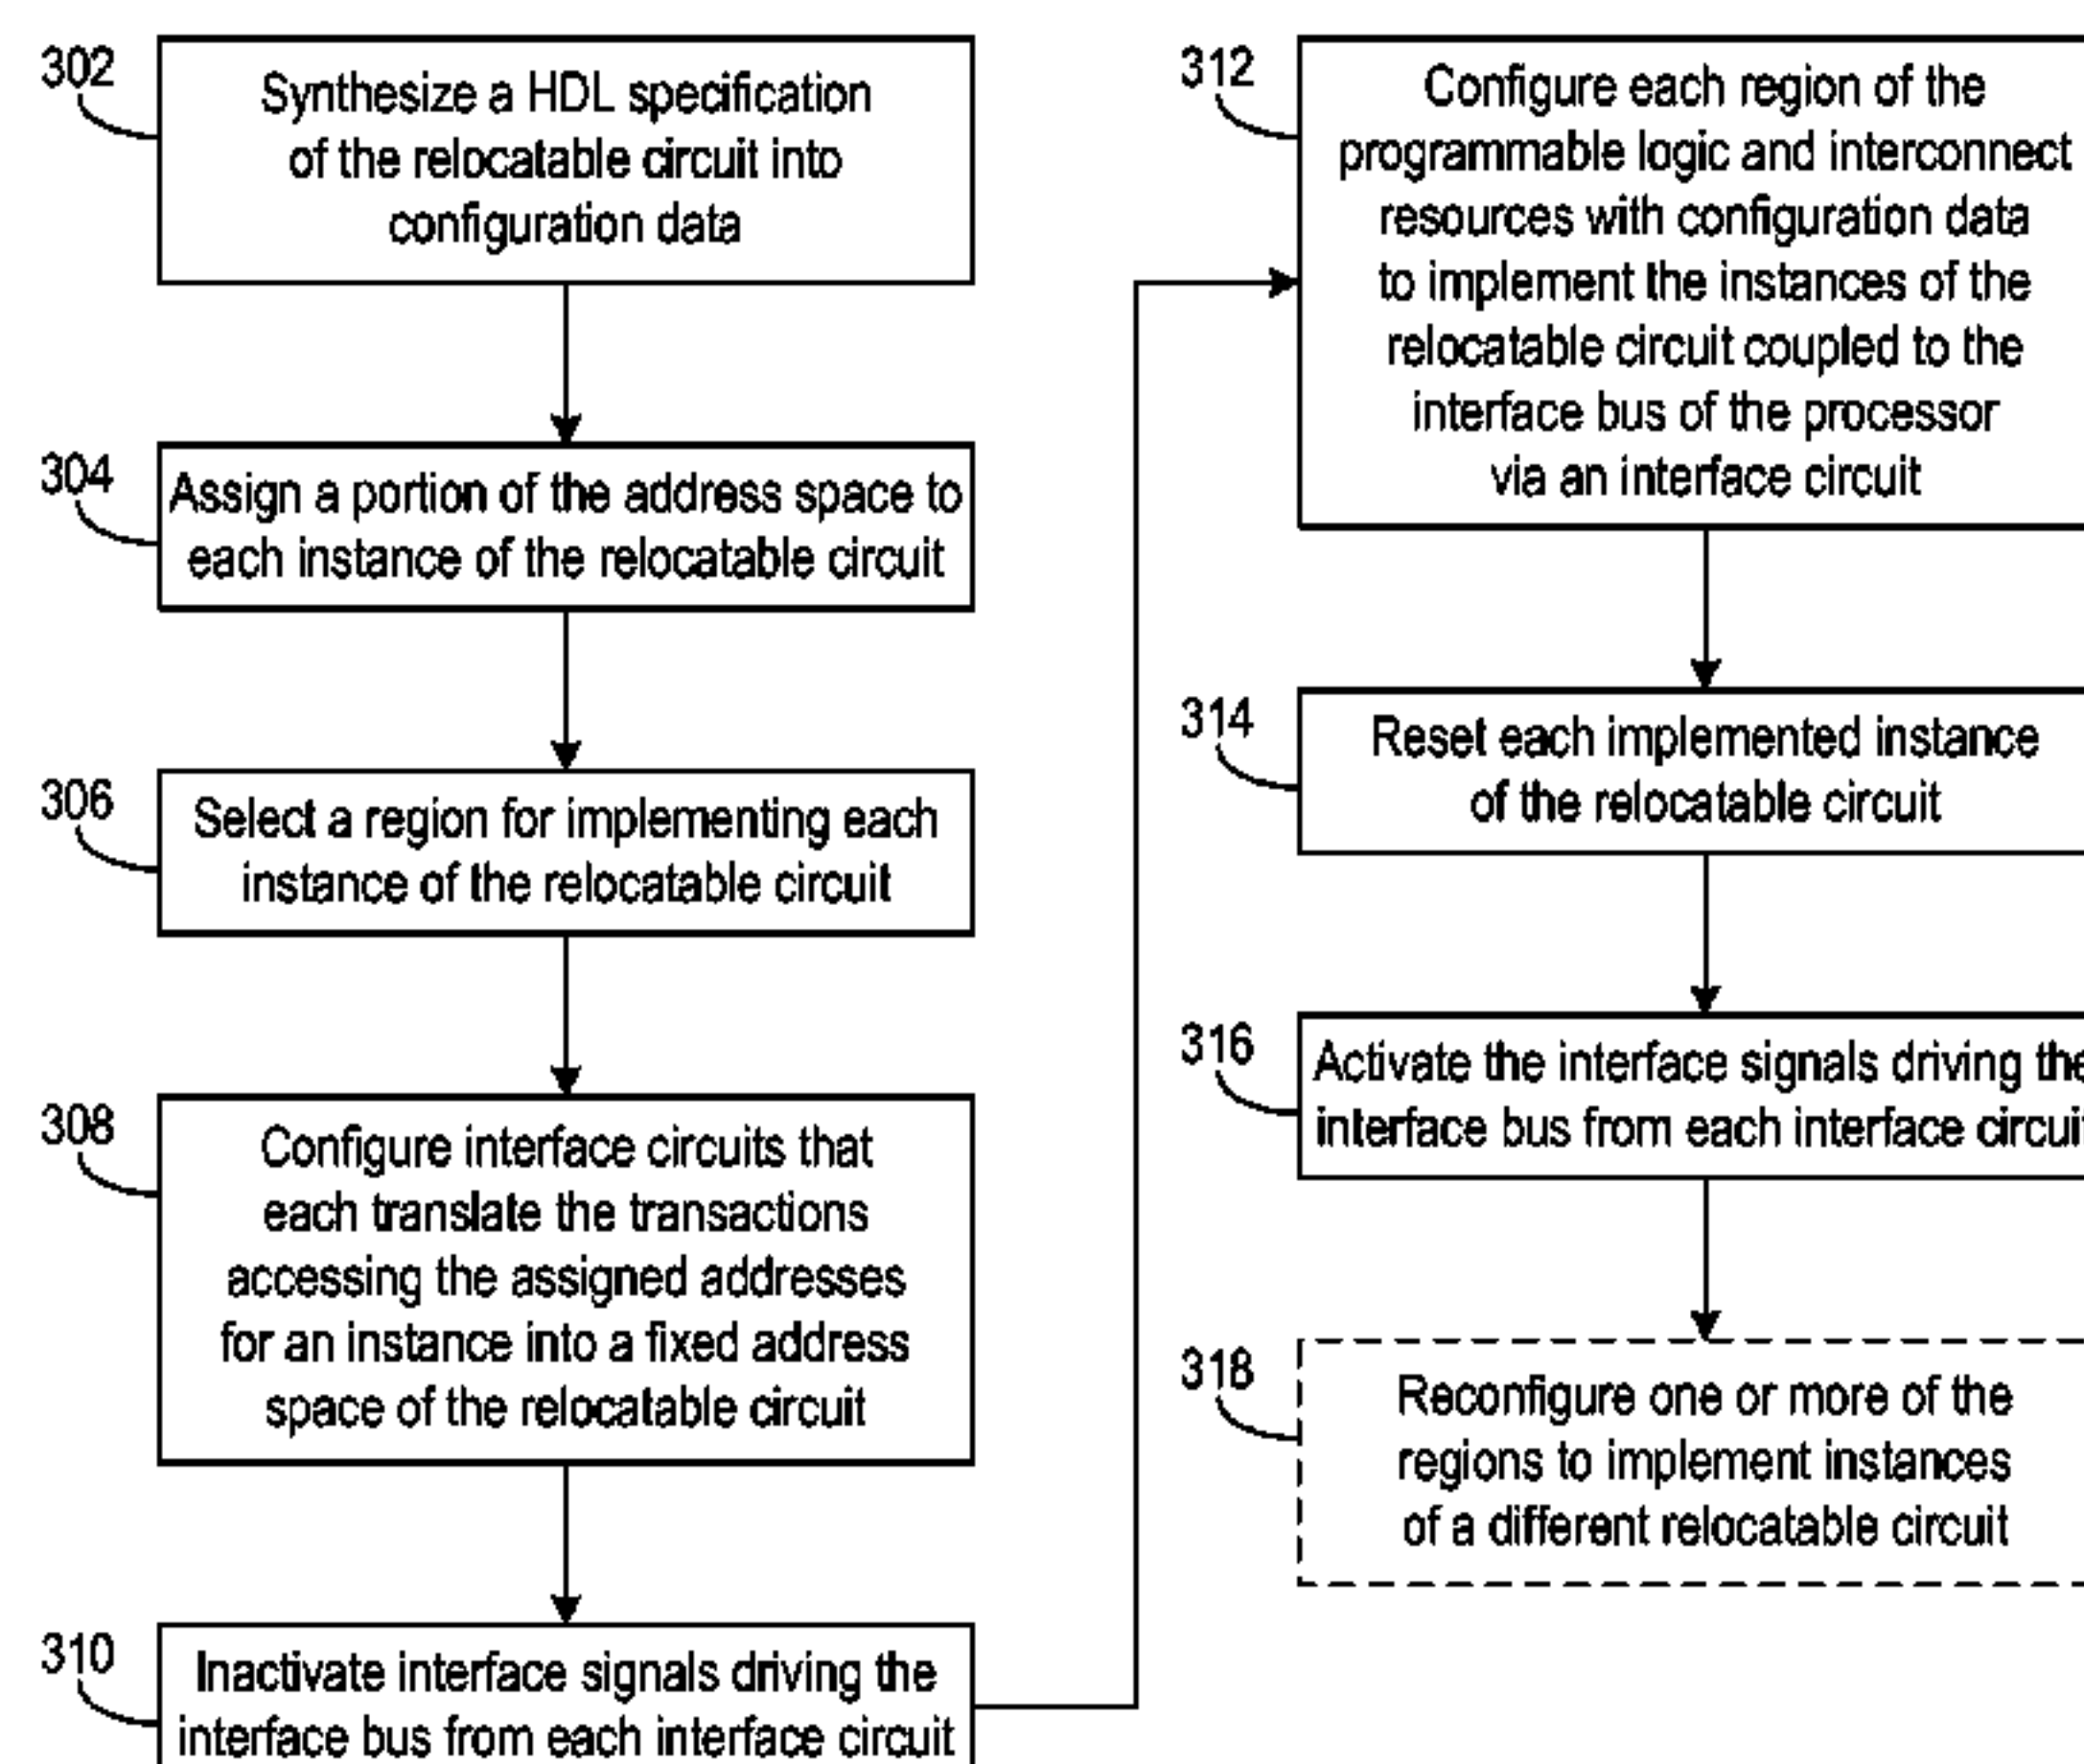 302
Synthesize a HDL specification
of the relocatable circuit into
configuration data
304
Assign a portion of the address space to
each instance of the relocatable circuit
306
Select a region for implementing each
instance of the relocatable circuit
308
Configure interface circuits that
each translate the transactions
accessing the assigned addresses
for an instance into a fixed address
space of the relocatable circuit
310
Inactivate interface signals driving the
interface bus from each interface circuit
312
Configure each region of the
programmable logic and interconnect
resources with configuration data
to implement the instances of the
relocatable circuit coupled to the
interface bus of the processor
via an interface circuit
314
Reset each implemented instance
of the relocatable circuit
316
Activate the interface signals driving the
interface bus from each interface circuit
318
Reconfigure one or more of the
regions to implement instances
of a different relocatable circuit